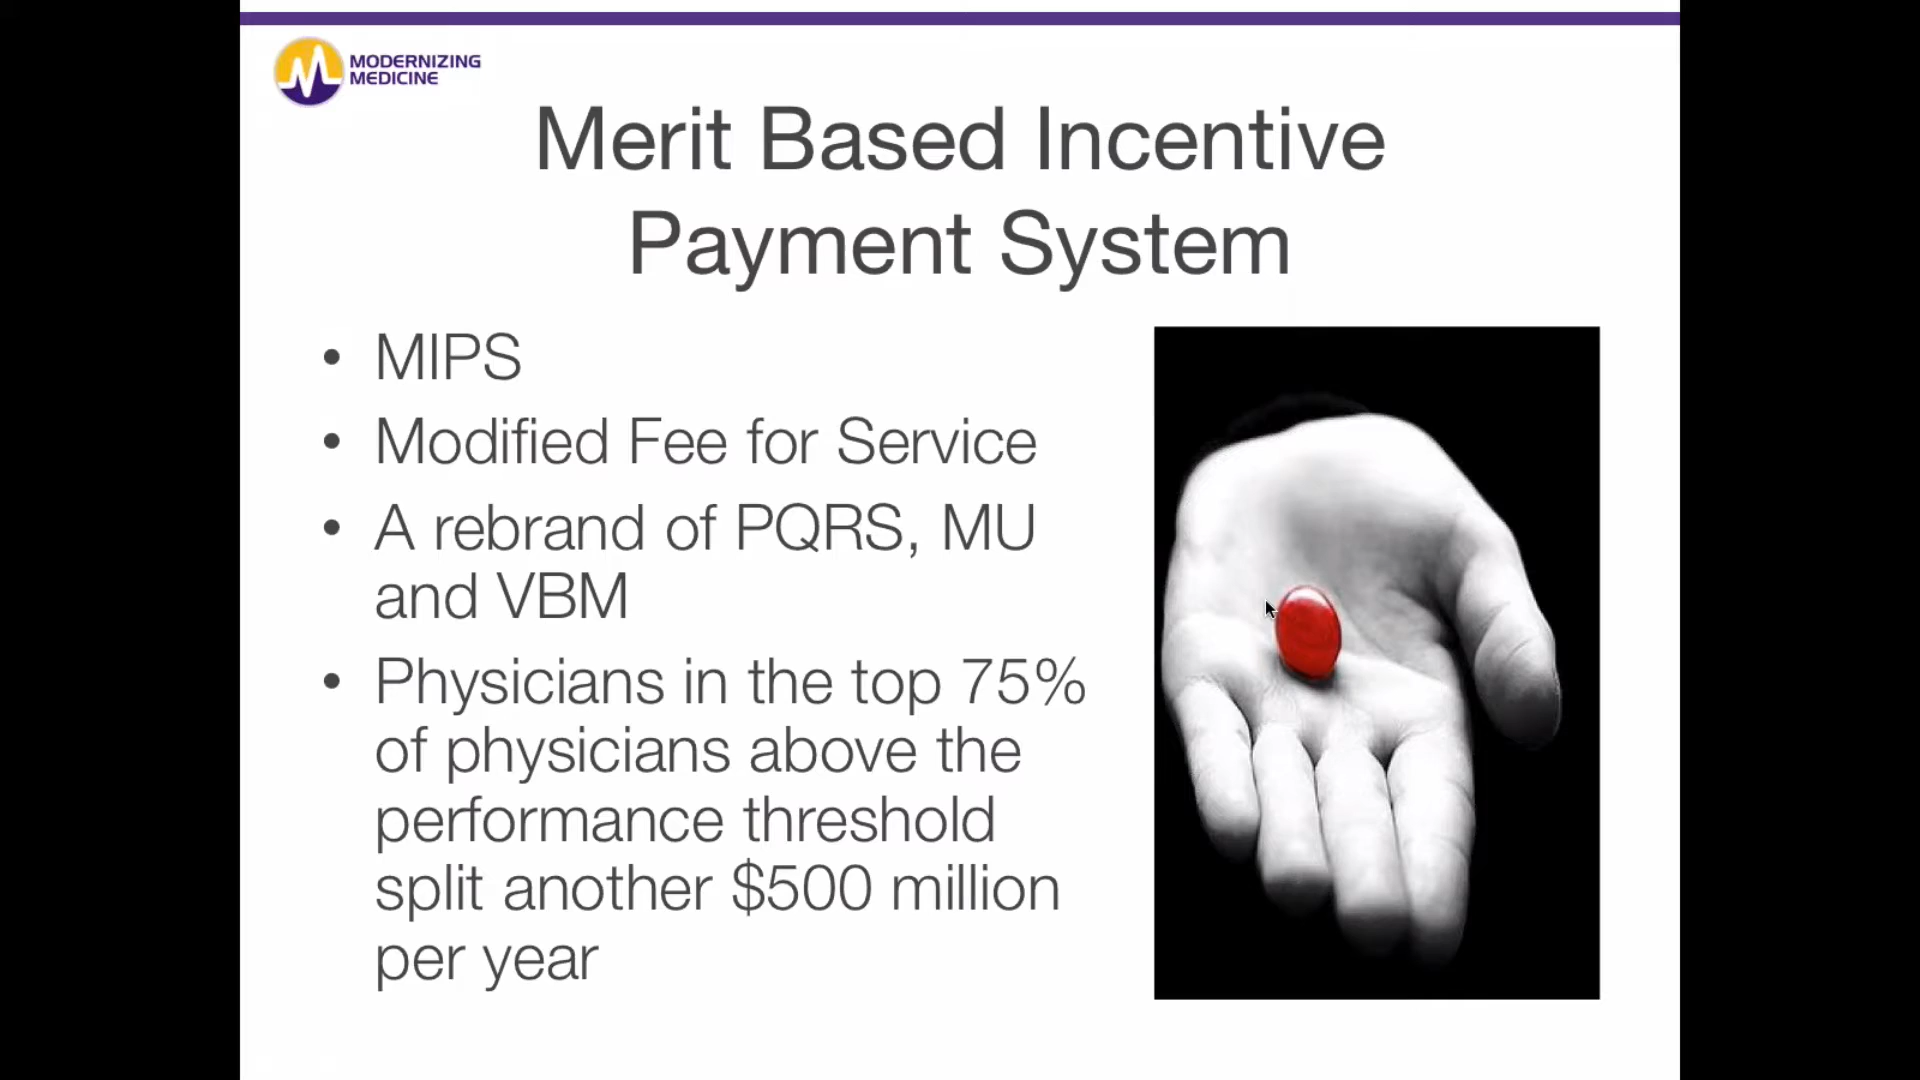 MODERNIZING
MEDICINE
Merit Based Incentive
Payment System
• MIPS
• Modified Fee for Service
• A rebrand of PQRS, MU
and VBM
• Physicians in the top 75%
of physicians above the
performance threshold
split another $500 million
per year